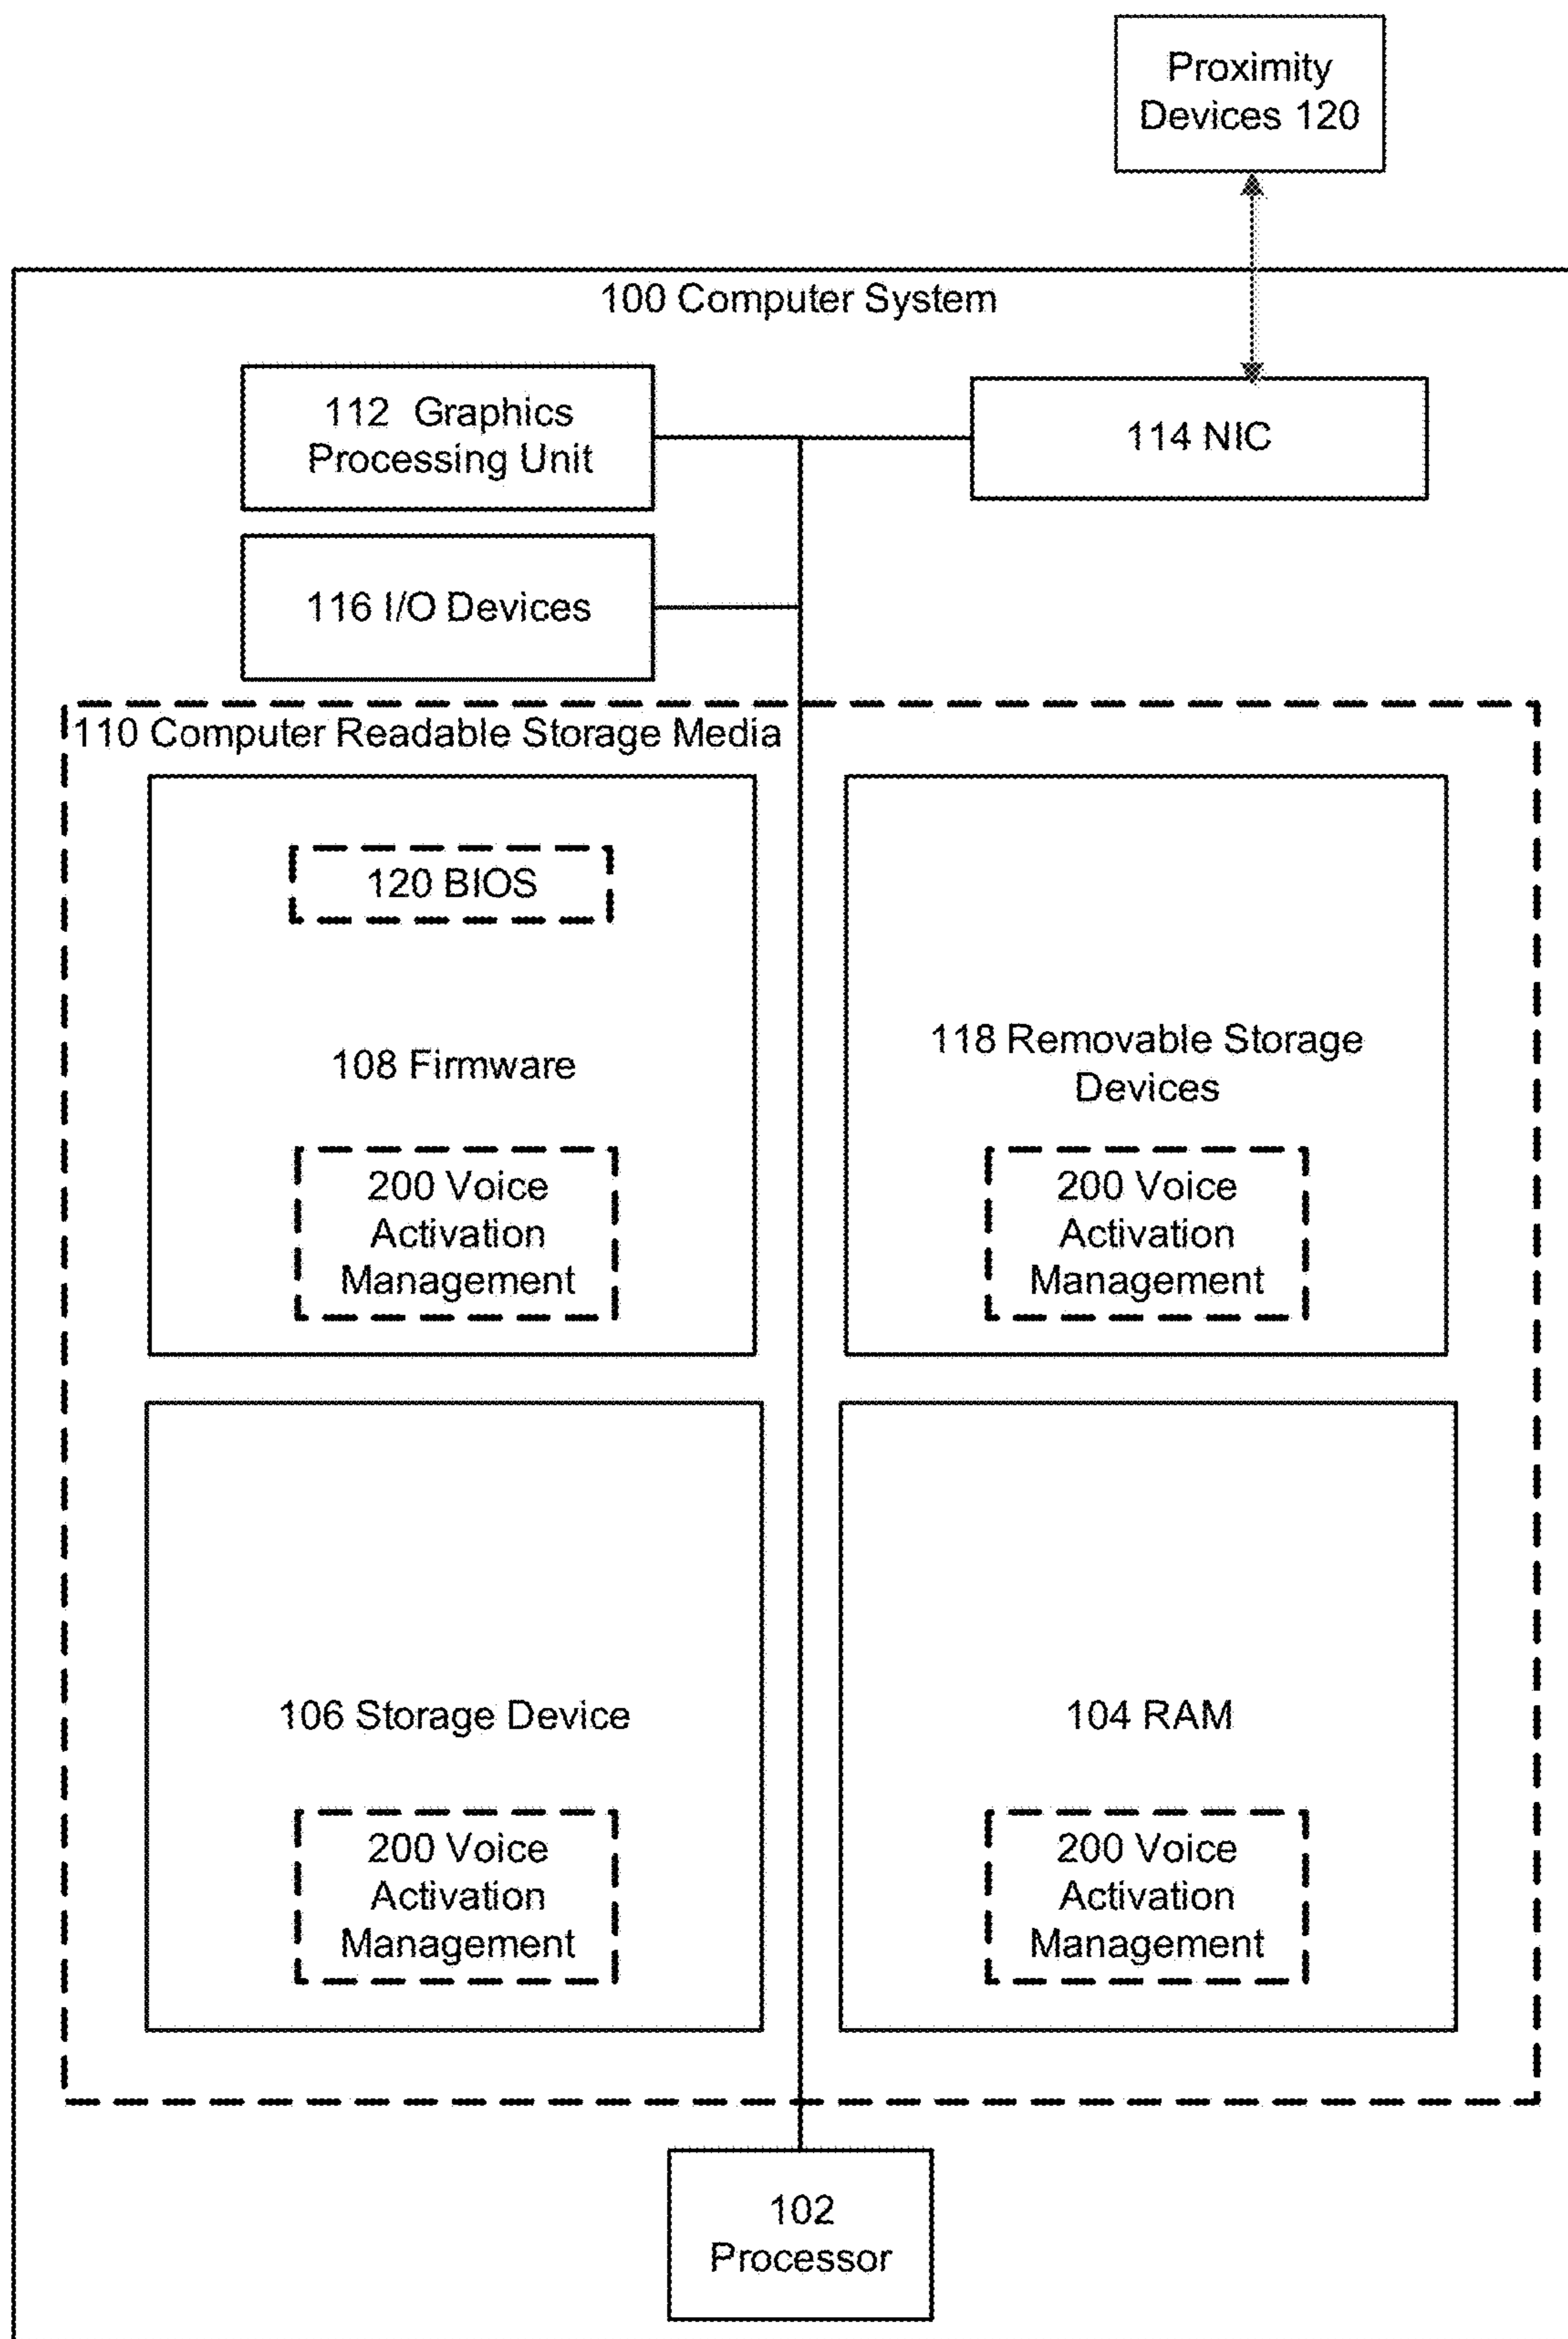 Proximity
Devices 120
100 Computer System
112 Graphics
Processing Unit
114 NIC
116 I/O Devices
110 Computer Readable Storage Media
120 BIOS
108 Firmware
200 Voice
Activation
Management
118 Removable Storage
Devices
200 Voice
Activation
Management
106 Storage Device
200 Voice
Activation
Management
104 RAM
200 Voice
Activation
Management
102
Processor